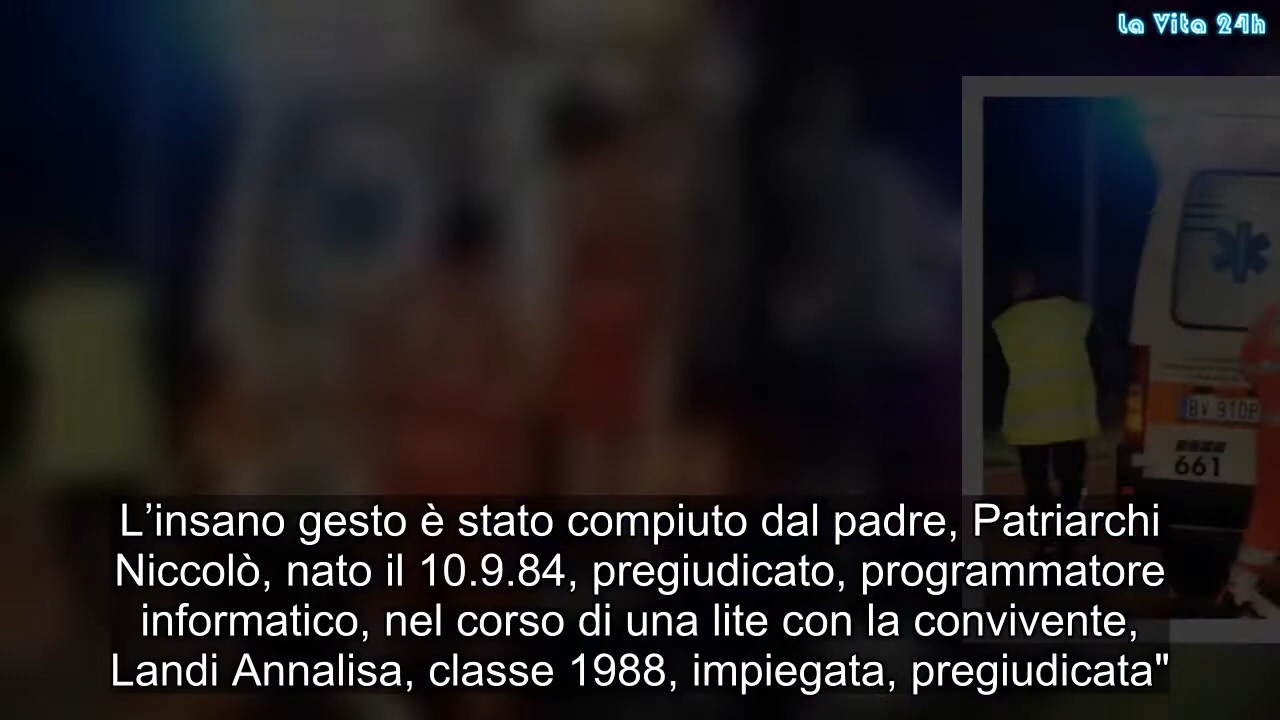 La Vita 24h
BV 910P
661
L’insano gesto è stato compiuto dal padre, Patriarchi
Niccolò, nato il 10.9.84, pregiudicato, programmatore
informatico, nel corso di una lite con la convivente,
Landi Annalisa, classe 1988, impiegata, pregiudicata"